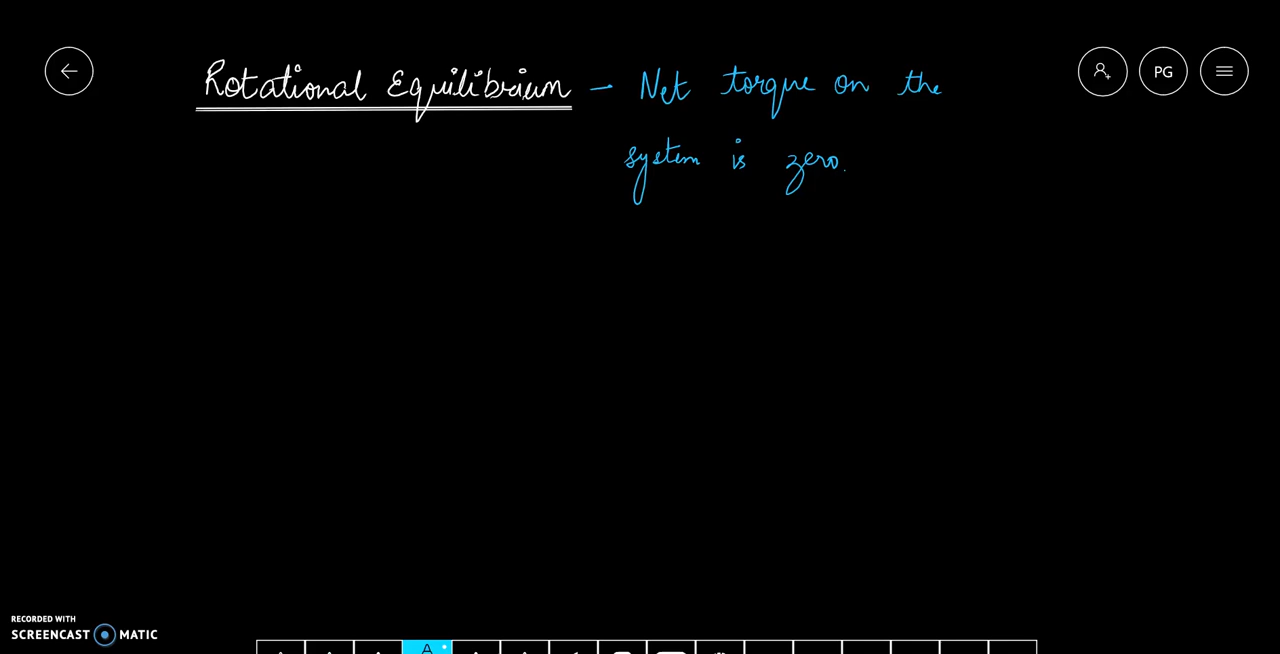 Rotational Equilibrium - Net torque on the
system is zero.
PG
RECORDED WITH
SCREENCAST MATIC
A